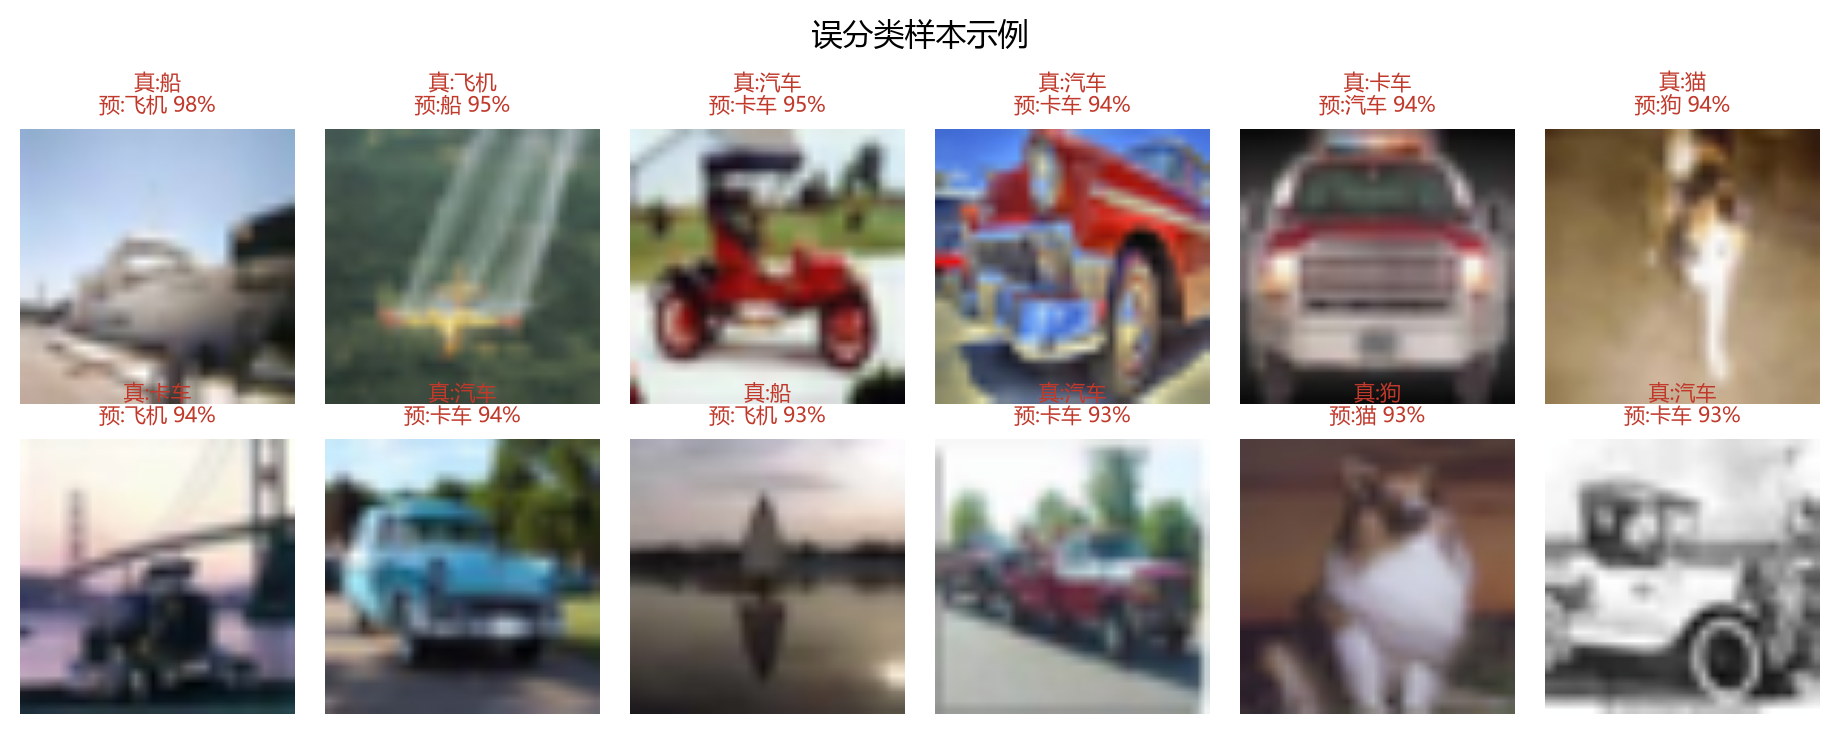 误分类样本示例
真:船
预:飞机 98%
真:飞机
预:船 95%
真:汽车
预:卡车 95%
真:汽车
预:卡车 94%
真:卡车
预:汽车 94%
真:猫
预:狗 94%
真:卡车
预:飞机 94%
真:汽车
预:卡车 94%
真:船
预:飞机 93%
真:汽车
预:卡车 93%
真:狗
预:猫 93%
真:汽车
预:卡车 93%